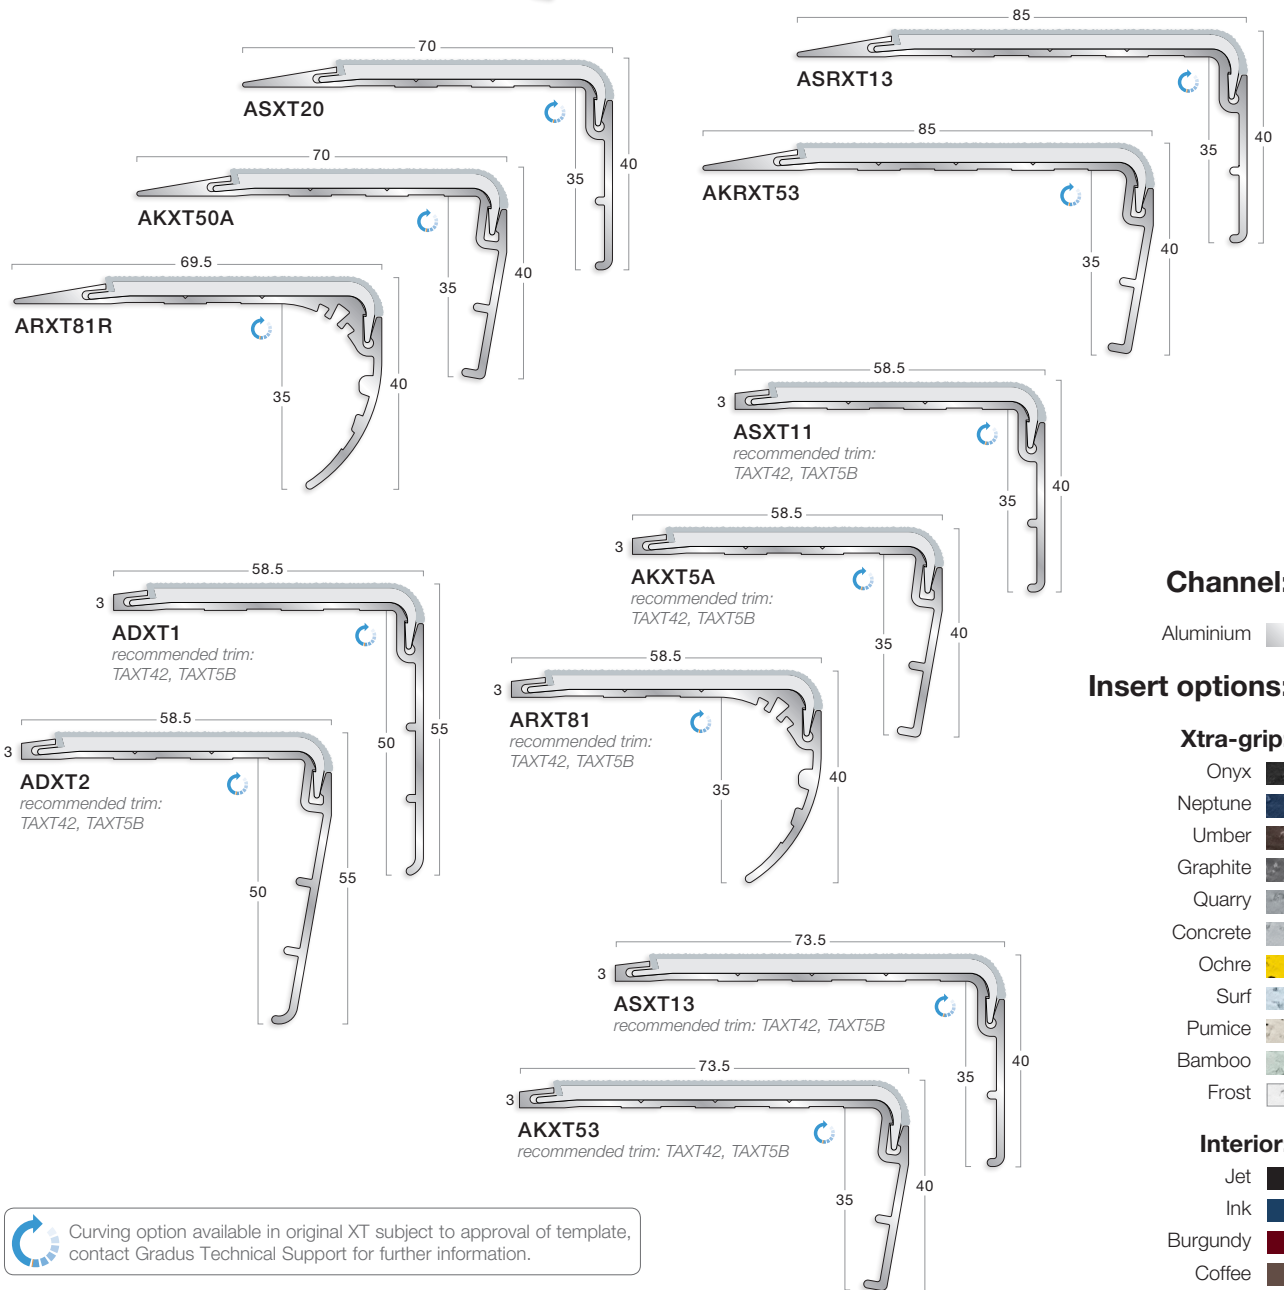 70
ASXT20
35
40
85
ASRXT13
35
40
70
AKXT50A
35
40
85
AKRXT53
35
40
69.5
ARXT81R
35
40
58.5
3
ASXT11
recommended trim:
TAXT42, TAXT5B
35
40
58.5
3
AKXT5A
recommended trim:
TAXT42, TAXT5B
35
40
58.5
3
ADXT1
recommended trim:
TAXT42, TAXT5B
50
55
58.5
3
ARXT81
recommended trim:
TAXT42, TAXT5B
35
40
58.5
3
ADXT2
recommended trim:
TAXT42, TAXT5B
50
55
73.5
3
ASXT13
recommended trim: TAXT42, TAXT5B
35
40
73.5
3
AKXT53
recommended trim: TAXT42, TAXT5B
35
40
Curving option available in original XT subject to approval of template,
contact Gradus Technical Support for further information.
Channel:
Aluminium
Insert options:
Xtra-grip
Onyx
Neptune
Umber
Graphite
Quarry
Concrete
Ochre
Surf
Pumice
Bamboo
Frost
Interior
Jet
Ink
Burgundy
Coffee